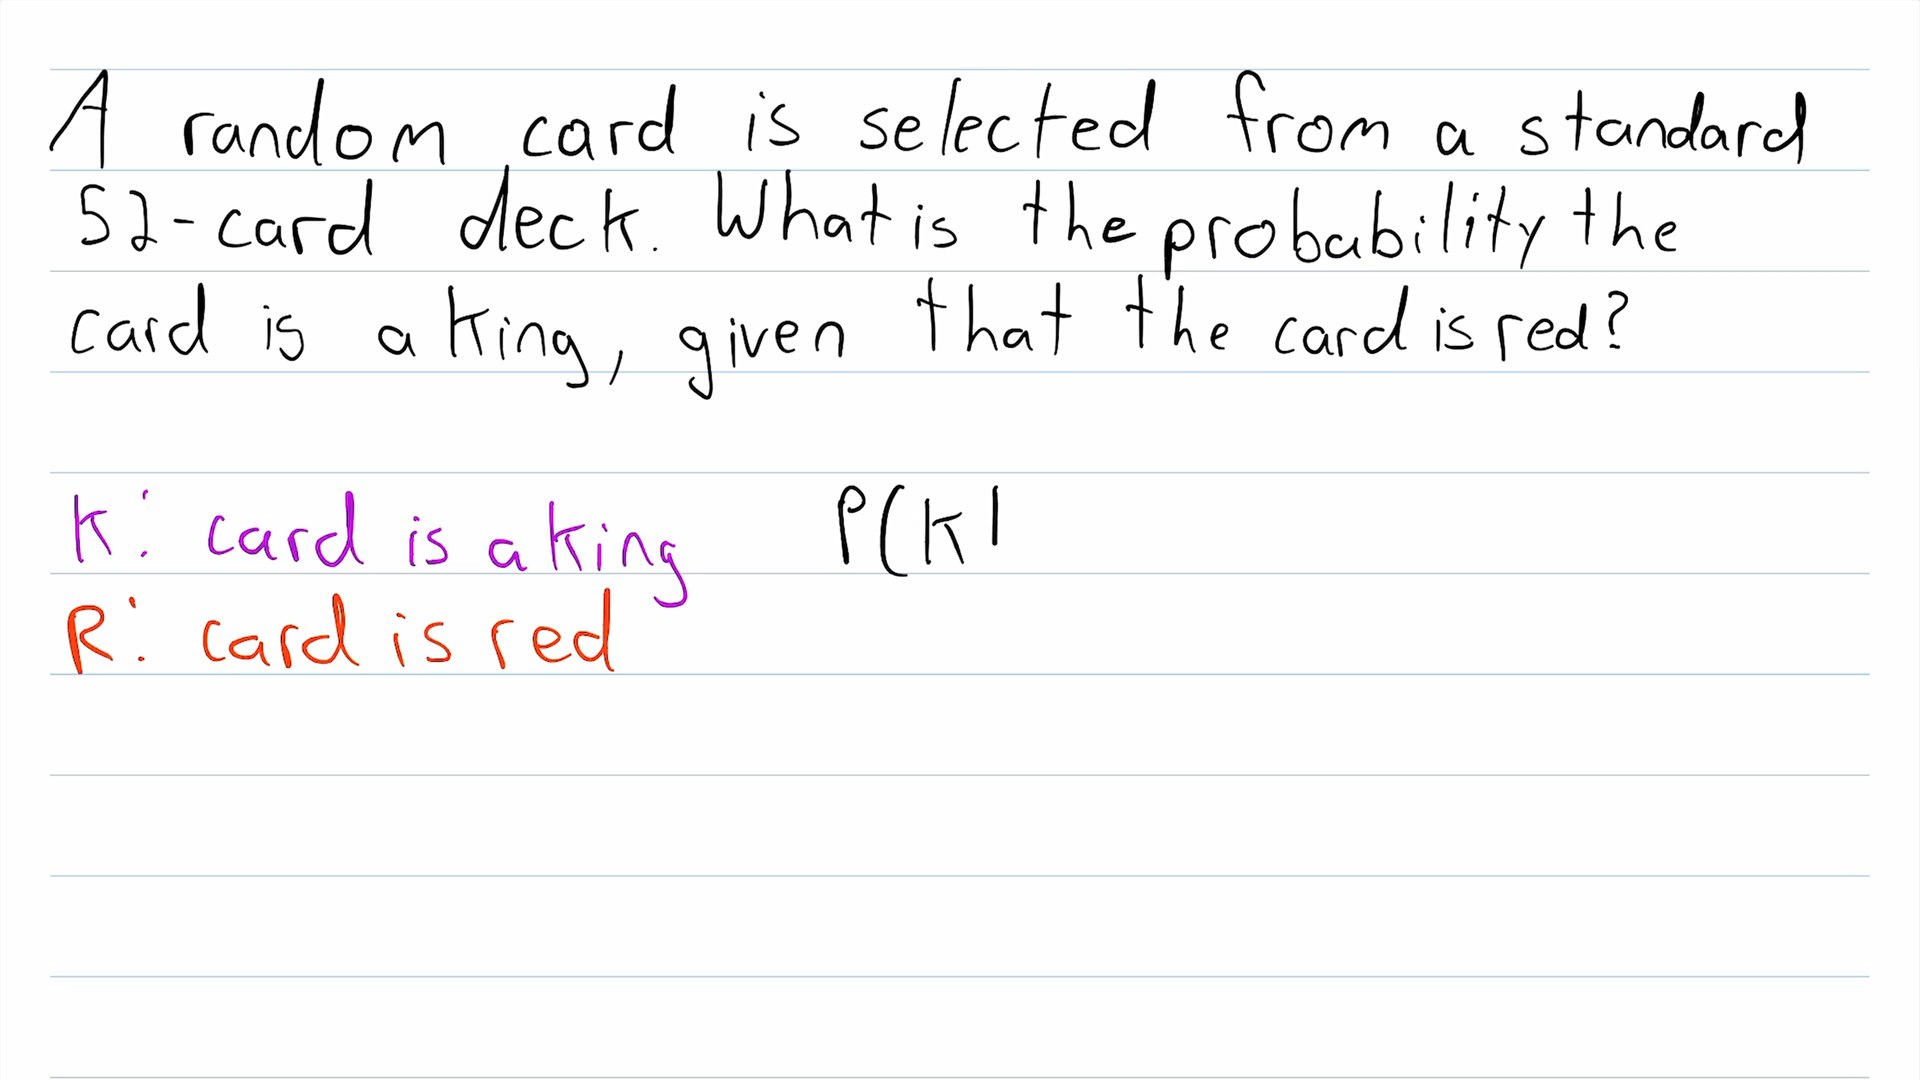 A random card is selected from a standard
52-card deck. What is the probability the
card is a king, given that the card is red?
K: card is a king P(K|
R: card is red